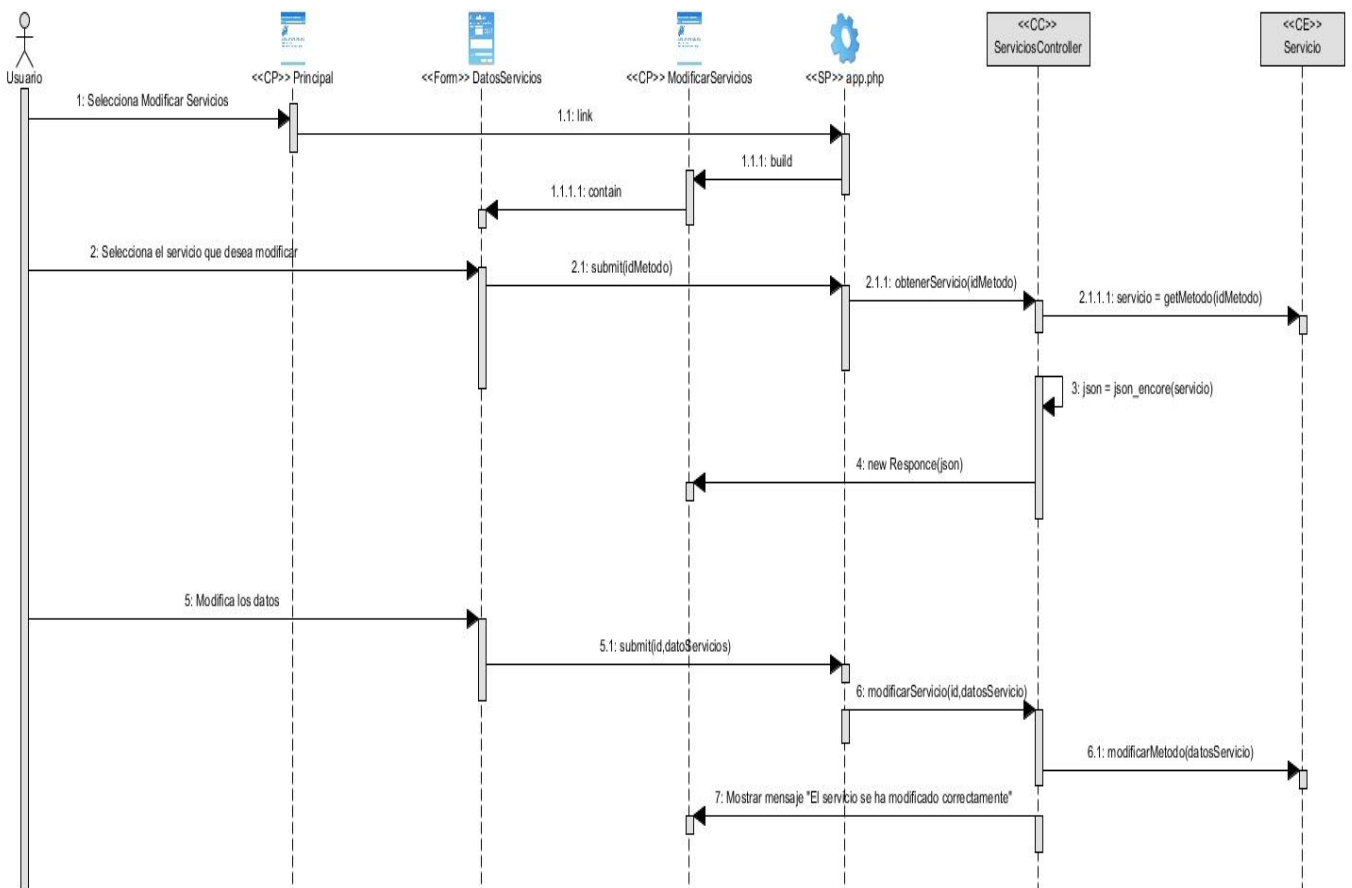 Usuario
<<CP>> Principal
<<Form>> DatosServicios
<<CP>> ModificarServicios
<<SP>> app.php
<<CC>>
ServiciosController
<<CE>>
Servicio
1: Selecciona Modificar Servicios
1.1: link
1.1.1: build
1.1.1.1: contain
2: Selecciona el servicio que desea modificar
2.1: submit(idMetodo)
2.1.1: obtenerServicio(idMetodo)
2.1.1.1: servicio = getMetodo(idMetodo)
3: json = json_encore(servicio)
4: new Responce(json)
5: Modifica los datos
5.1: submit(id,datoServicios)
6: modificarServicio(id,datosServicio)
6.1: modificarMetodo(datosServicio)
7: Mostrar mensaje "El servicio se ha modificado correctamente"